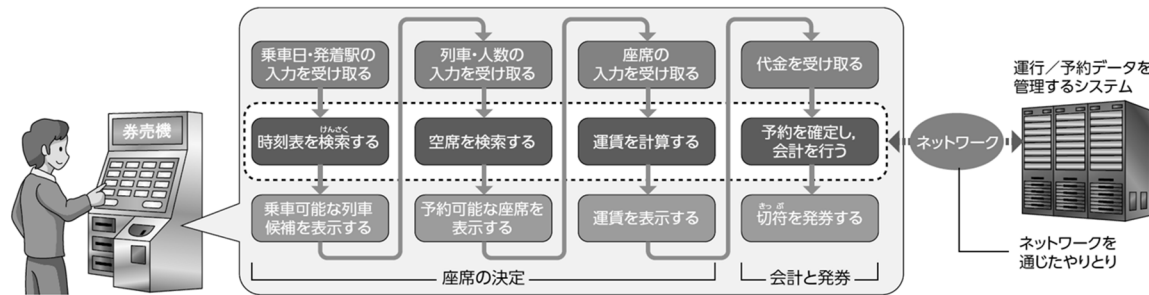 券売機
乗車日・発着駅の
入力を受け取る
けんさく
時刻表を検索する
乗車可能な列車
候補を表示する
列車・人数の
入力を受け取る
空席を検索する
予約可能な座席を
表示する
座席の
入力を受け取る
運賃を計算する
運賃を表示する
代金を受け取る
予約を確定し,
会計を行う
きっぷ
切符を発券する
座席の決定
会計と発券
ネットワーク
運行／予約データを
管理するシステム
ネットワークを
通じたやりとり